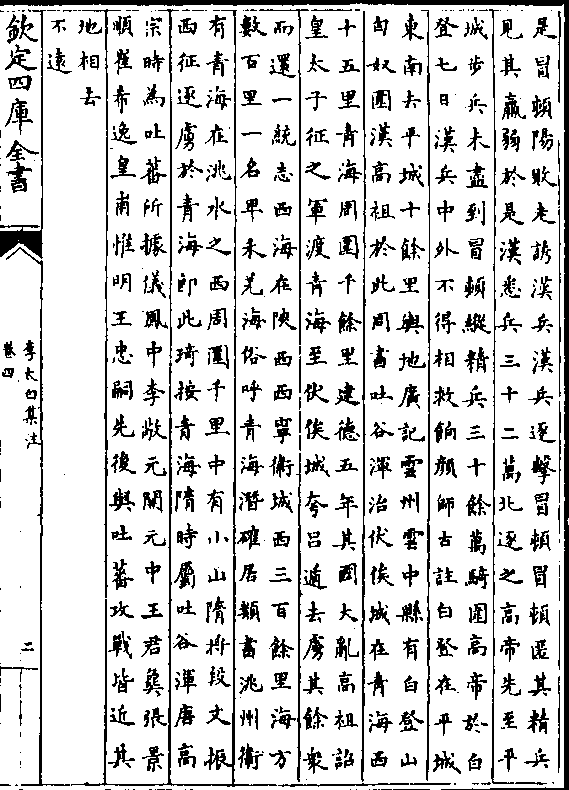 是冒頓陽敗走誘漢兵漢兵逐擊冒頓冒頓匿其精兵
見其羸弱於是漢悉兵三十二萬北逐之高帝先至平
城步兵未盡到冒頓縱精兵三十餘萬騎圍高帝於白
登七日漢兵中外不得相救餉顔師古註白登在平城
東南去平城十餘里輿地廣記雲州雲中縣有白登山
匈奴圍漢高祖於此周書吐谷渾治伏俟城在青海西
十五里青海周圍千餘里建德五年其國大亂高祖詔
皇太子征之軍渡青海至伏俟城夸吕遁去虜其餘衆
而還一統志西海在陜西西寧衛城西三百餘里海方
數百里一名卑禾羌海俗呼青海潛確居類書洮州衛
有青海在洮水之西周圍千里中有小山隋將段文振
西征逐虜於青海即此琦按青海隋時屬吐谷渾唐高
宗時為吐蕃所據儀鳳中李敬元開元中王君㚟張景
順崔希逸皇甫惟明王忠嗣先後與吐蕃攻戰皆近其
地相去
不遠
欽定四庫全書
李太白集注
卷四
二